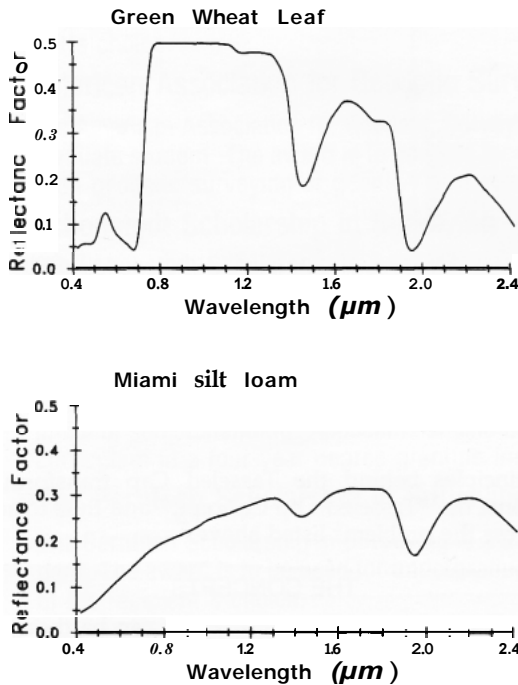 Green Wheat Leaf
0.5
0.4
0.3
0.2
0.1
0.0
Reflectanc Factor
0.4 0.8 1.2 1.6 2.0 2.4
Wavelength (µm)
Miami silt loam
0.5
0.4
0.3
0.2
0.1
0.0
Reflectance Factor
0.4 0.8 1.2 1.6 2.0 2.4
Wavelength (µm)